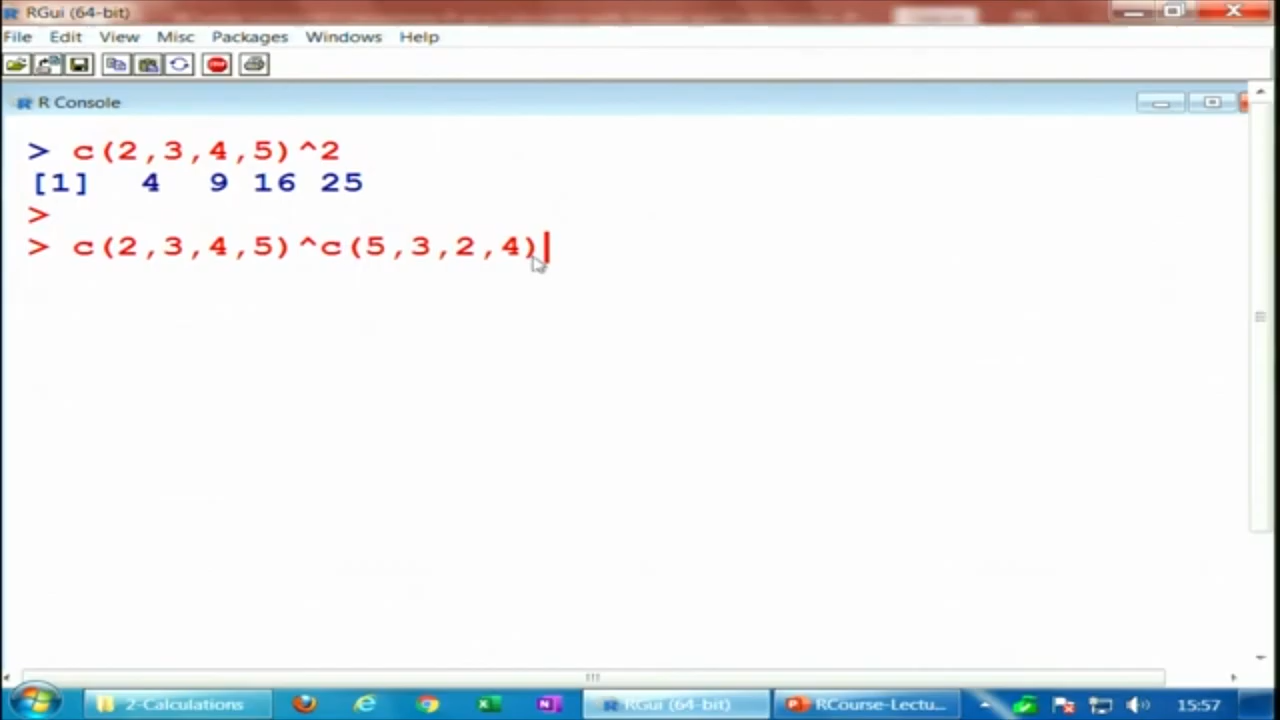 RGui (64-bit)
File Edit View Misc Packages Windows Help
STOP
R Console
> c(2,3,4,5)^2
[1]  4  9 16 25
>
> c(2,3,4,5)^c(5,3,2,4)
2-Calculations
RGui (64-bit)
RCourse-Lectu...
15:57